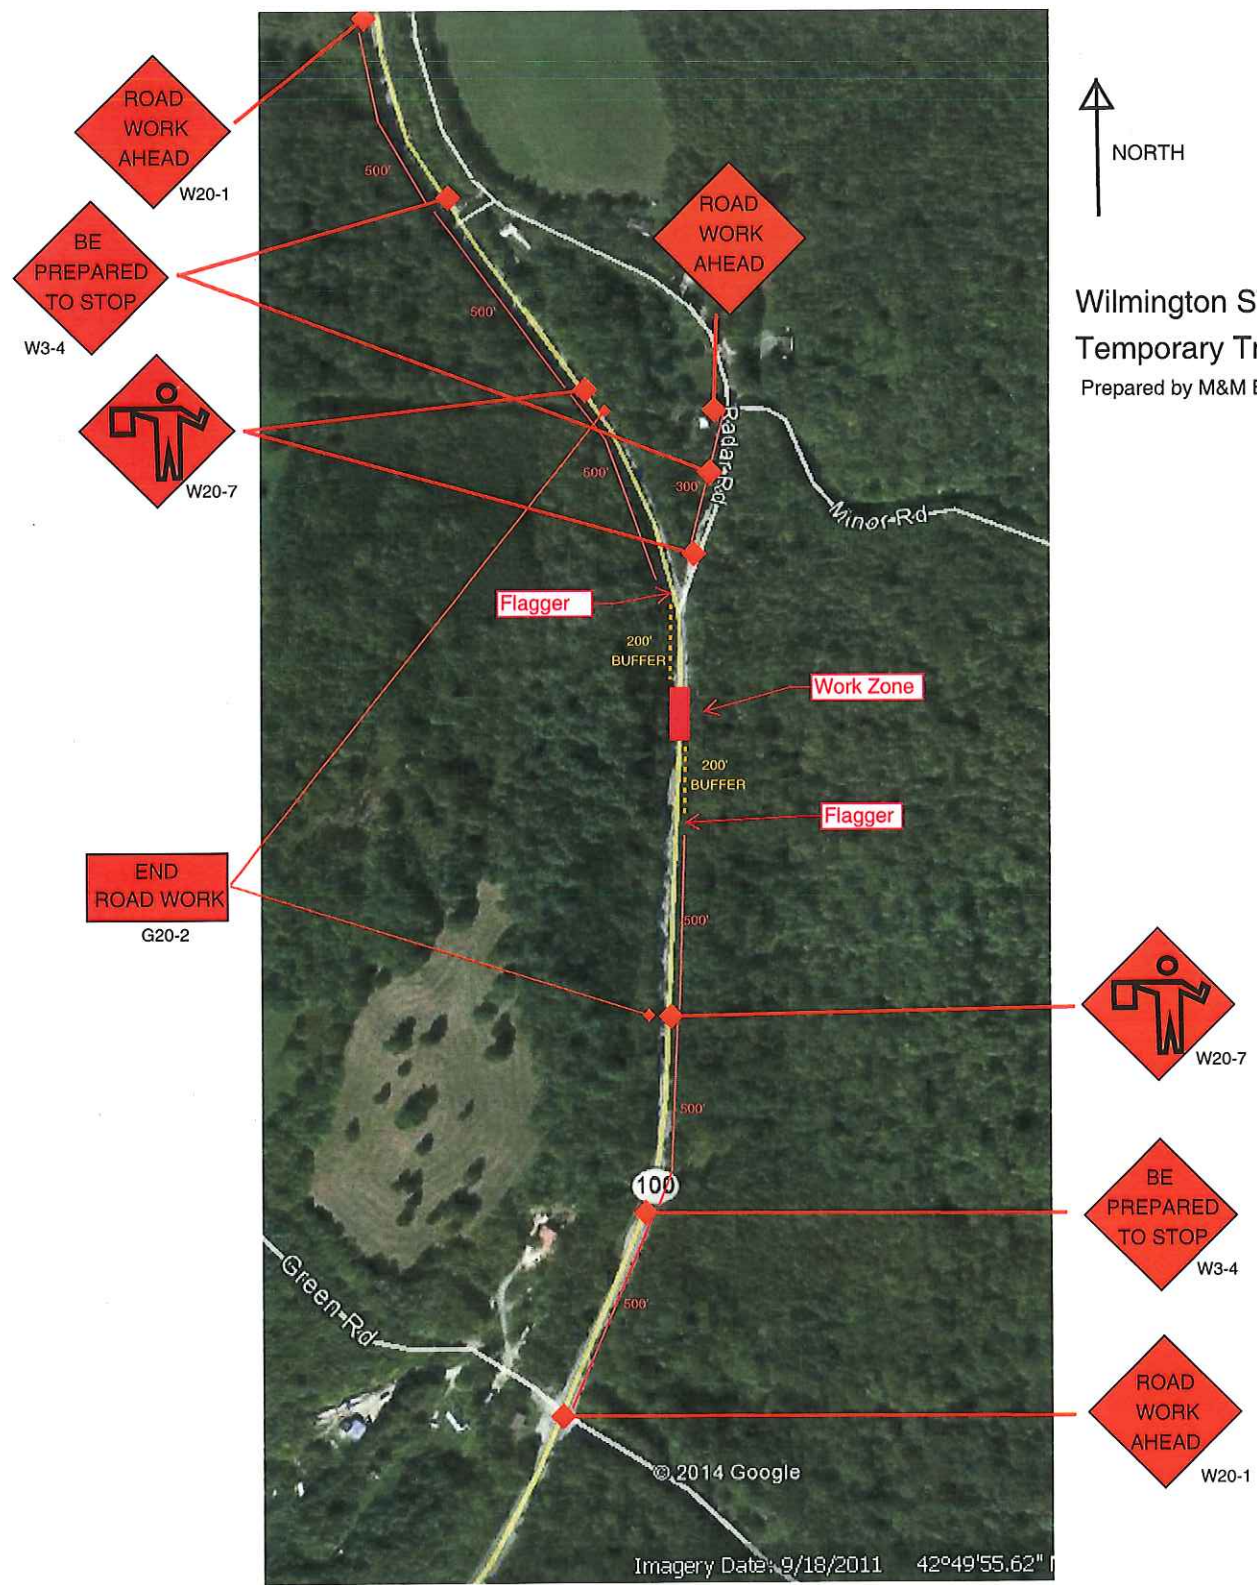 ROAD
WORK
AHEAD
W20-1
BE
PREPARED
TO STOP
W3-4
W20-7
END
ROAD WORK
G20-2
500'
500'
500'
ROAD
WORK
AHEAD
Radar Rd
300'
Minor Rd
Flagger
200'
BUFFER
Work Zone
200'
BUFFER
Flagger
500'
500'
100
500'
Green Rd
© 2014 Google
Imagery Date: 9/18/2011 42°49'55.62"
NORTH
Wilmington S
Temporary Tr
Prepared by M&M E
W20-7
BE
PREPARED
TO STOP
W3-4
ROAD
WORK
AHEAD
W20-1